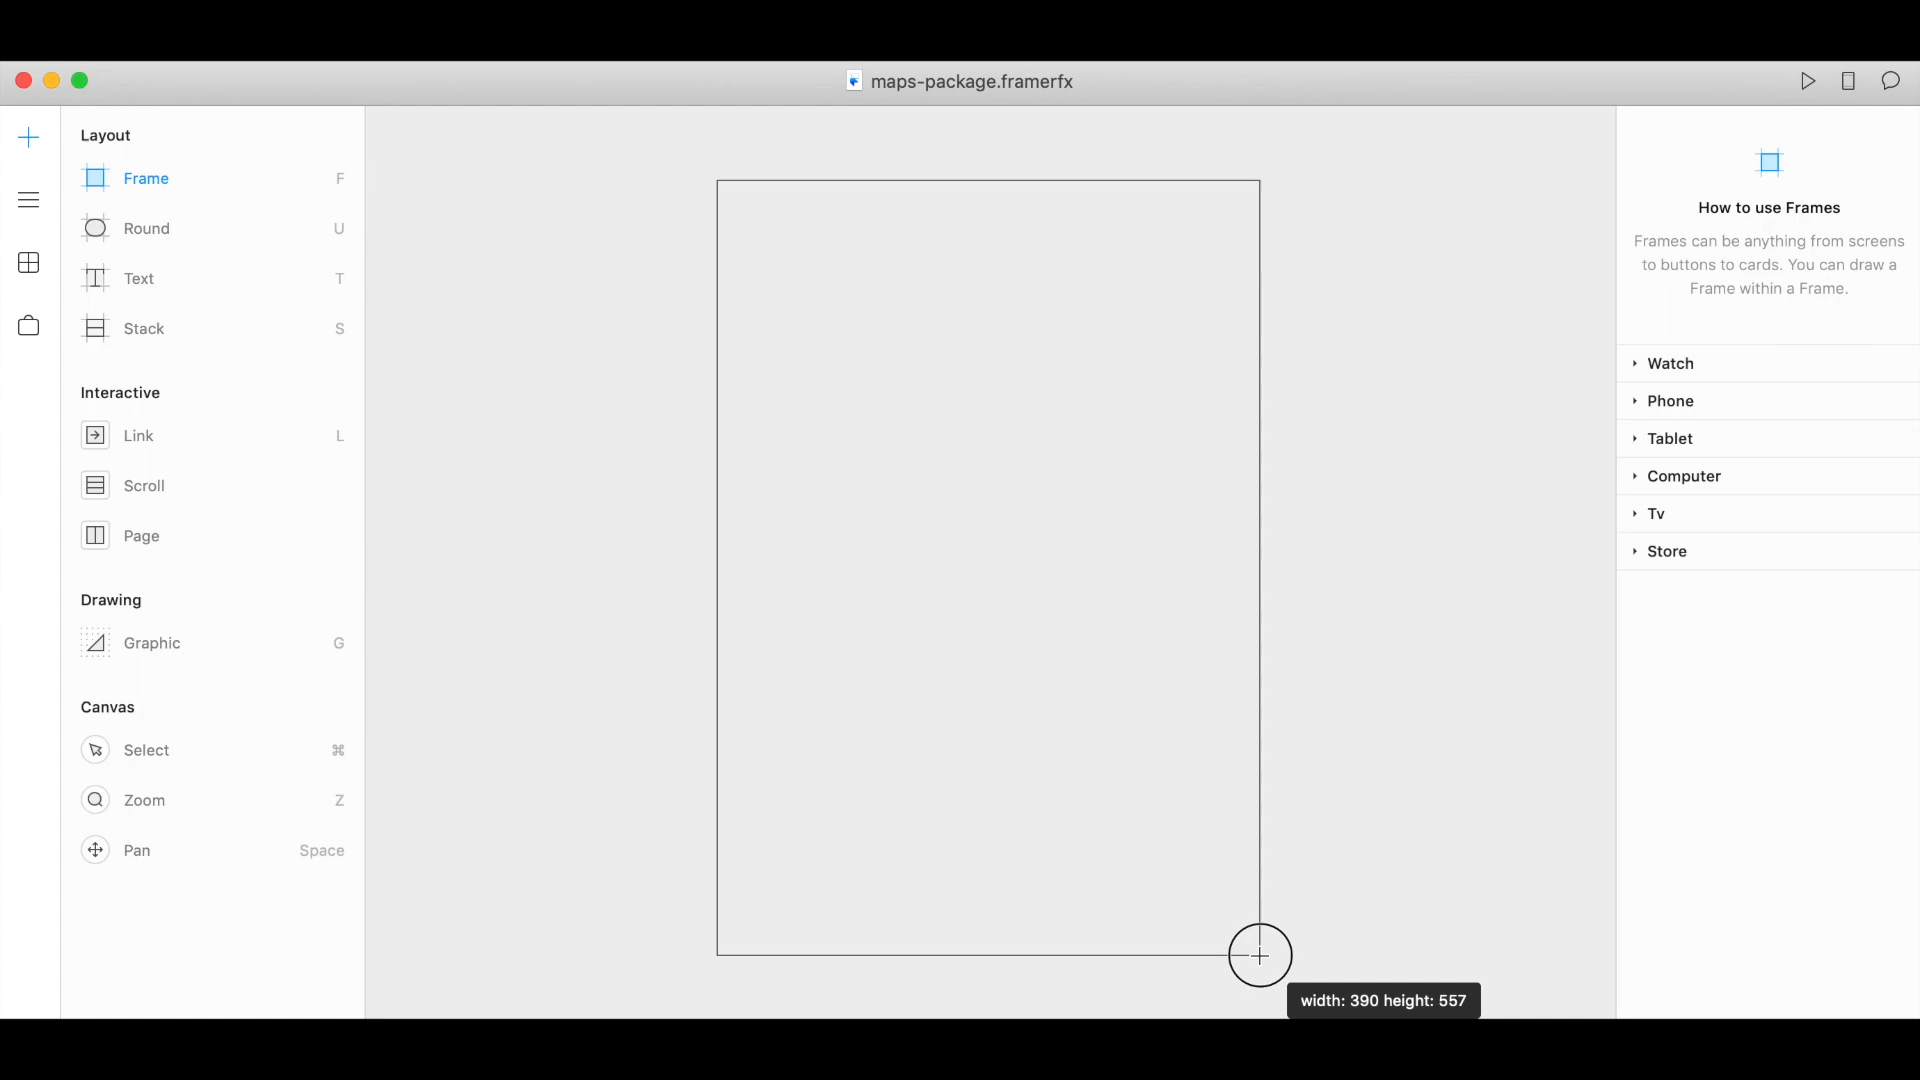 maps-package.framerfx
Layout
Frame F
Round U
Text T
Stack S
Interactive
Link L
Scroll
Page
Drawing
Graphic G
Canvas
Select ⌘
Zoom Z
Pan Space
width: 390 height: 557
How to use Frames
Frames can be anything from screens
to buttons to cards. You can draw a
Frame within a Frame.
Watch
Phone
Tablet
Computer
Tv
Store